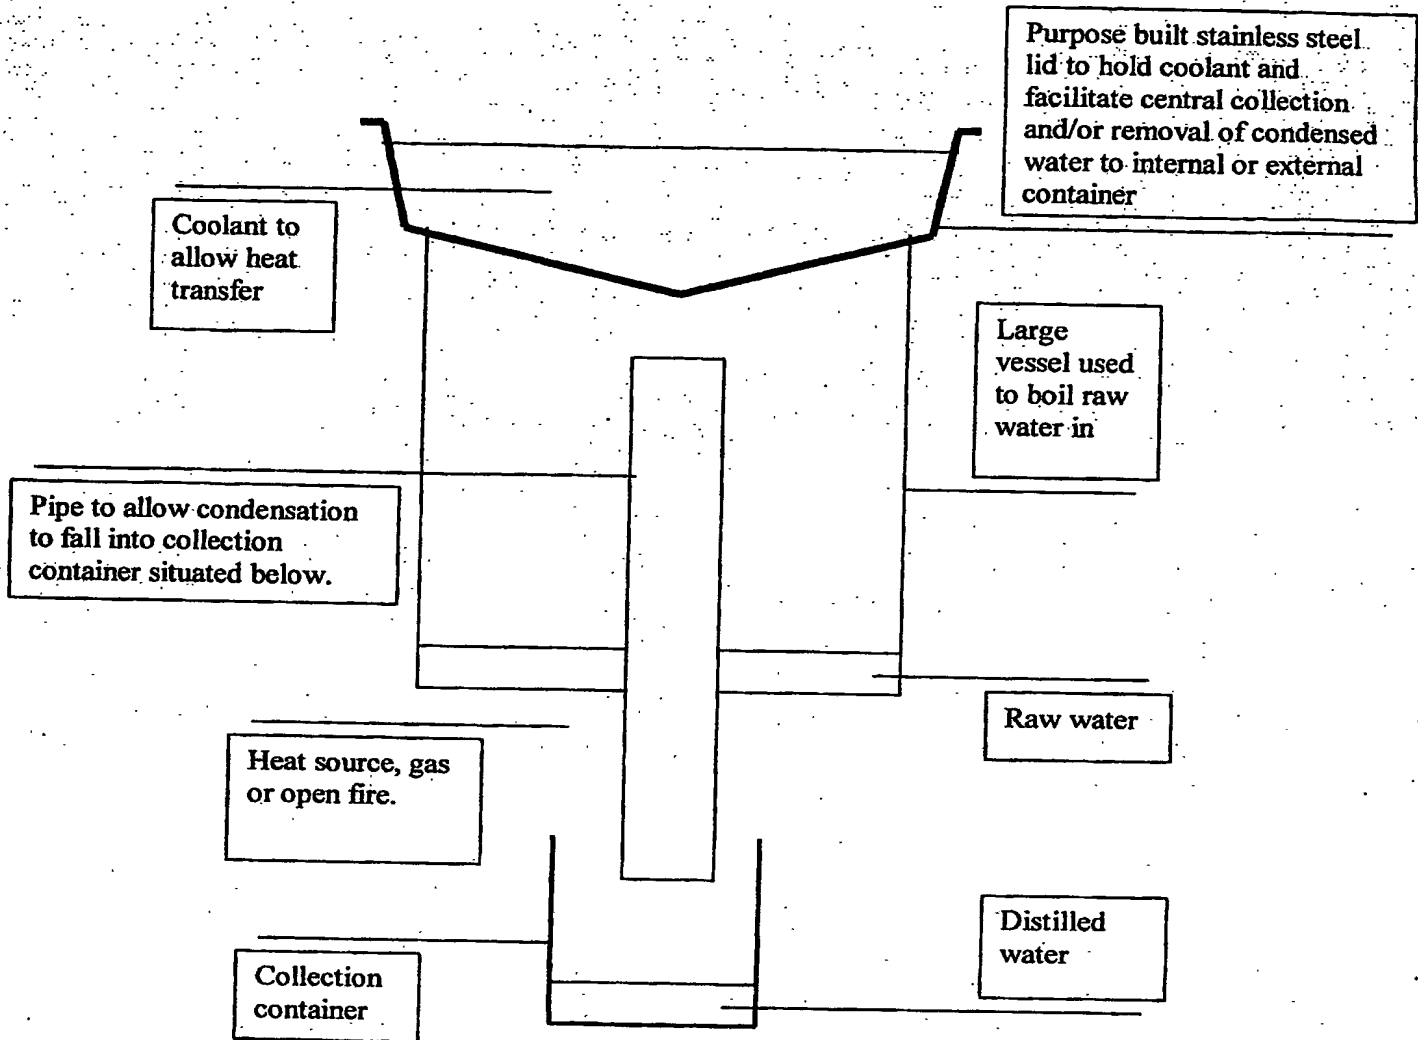 Purpose built stainless steel
lid to hold coolant and
facilitate central collection
and/or removal of condensed
water to internal or external
container
Coolant to
allow heat
transfer
Large
vessel used
to boil raw
water in
Pipe to allow condensation
to fall into collection
container situated below.
Raw water
Heat source, gas
or open fire.
Distilled
water
Collection
container